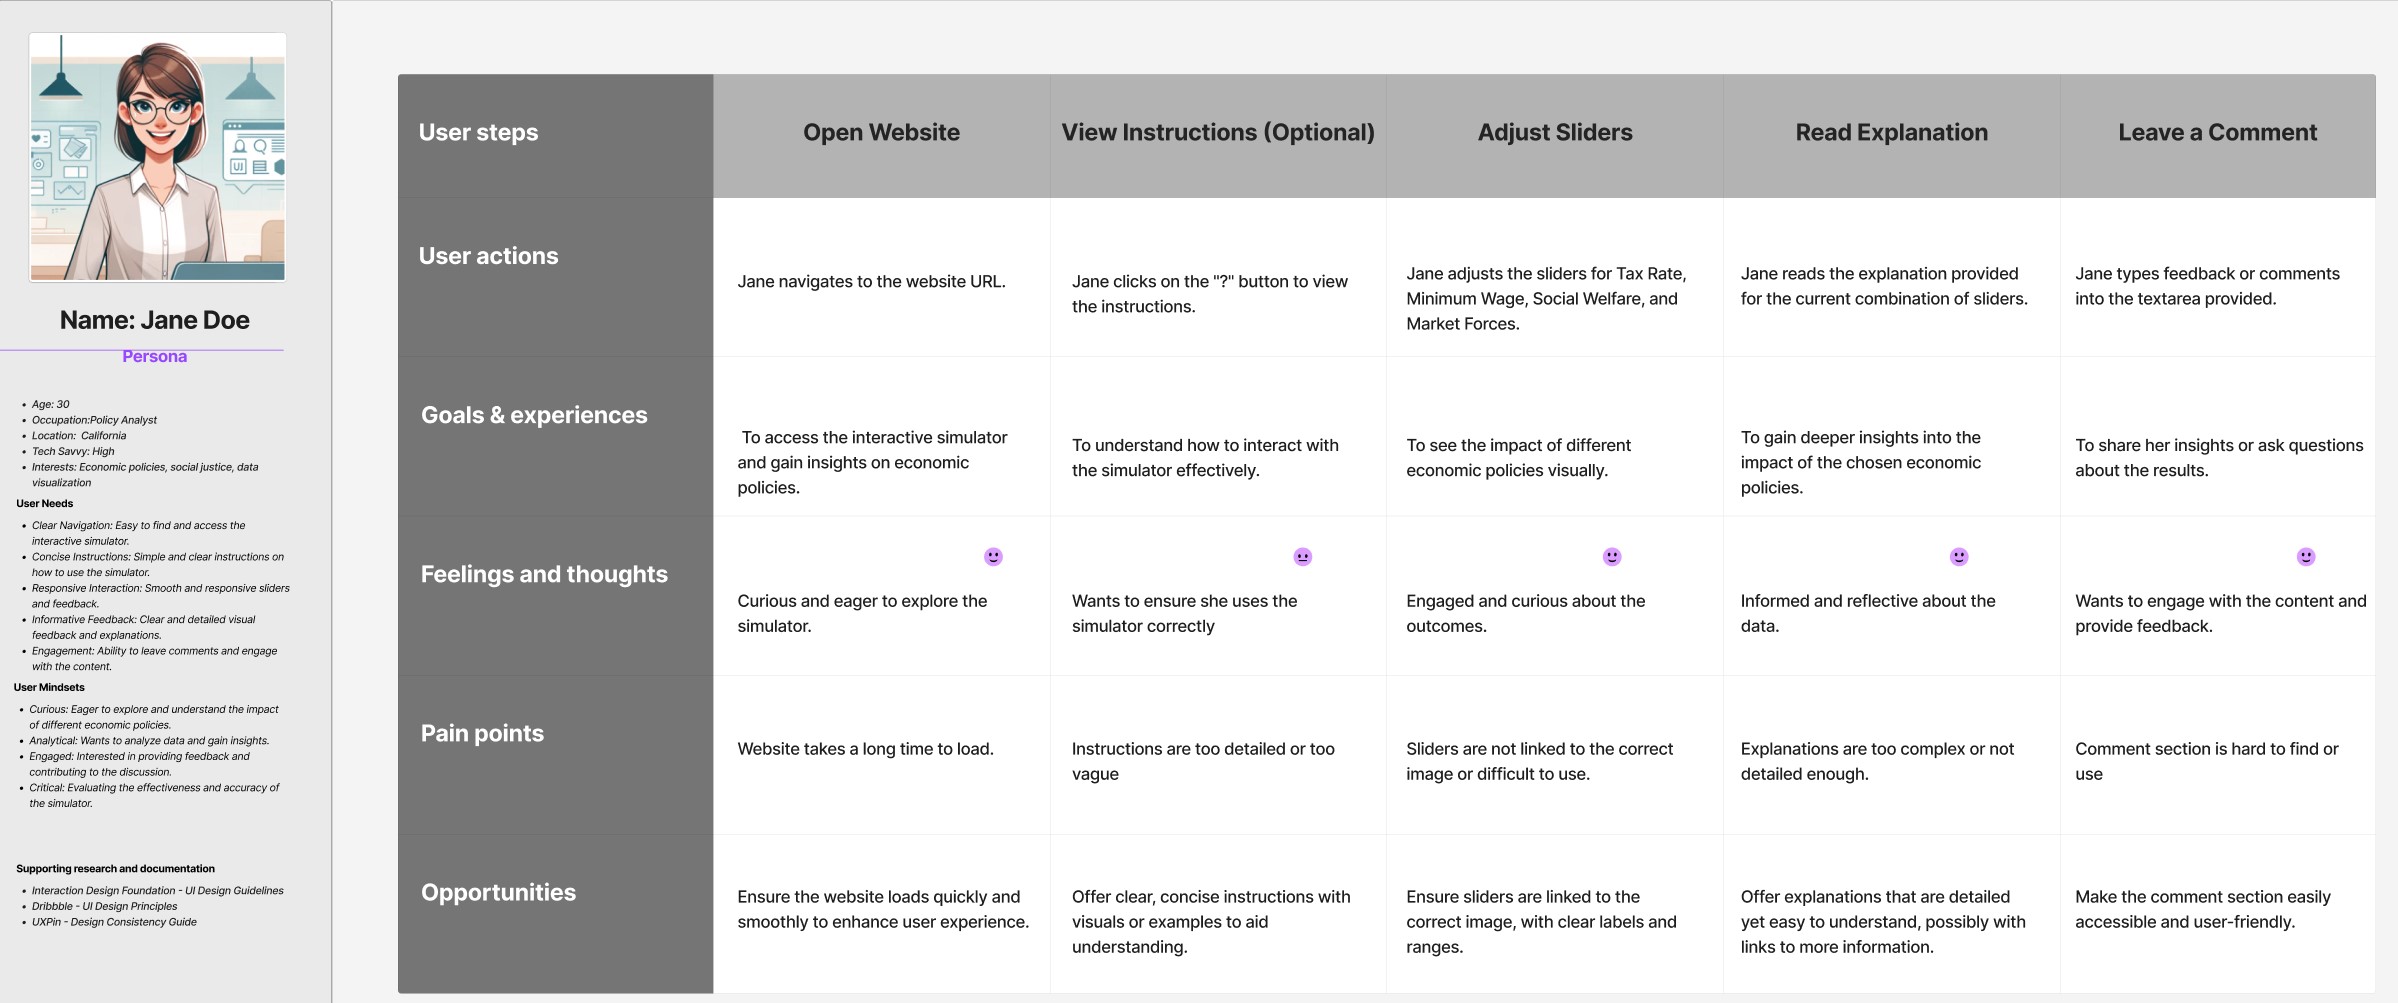 Name: Jane Doe
Persona
• Age: 30
• Occupation:Policy Analyst
• Location:  California
• Tech Savvy: High
• Interests: Economic policies, social justice, data
visualization
User Needs
• Clear Navigation: Easy to find and access the
interactive simulator.
• Concise Instructions: Simple and clear instructions on
how to use the simulator.
• Responsive Interaction: Smooth and responsive sliders
and feedback.
• Informative Feedback: Clear and detailed visual
feedback and explanations.
• Engagement: Ability to leave comments and engage
with the content.
User Mindsets
• Curious: Eager to explore and understand the impact
of different economic policies.
• Analytical: Wants to analyze data and gain insights.
• Engaged: Interested in providing feedback and
contributing to the discussion.
• Critical: Evaluating the effectiveness and accuracy of
the simulator.
Supporting research and documentation
• Interaction Design Foundation - UI Design Guidelines
• Dribbble - UI Design Principles
• UXPin - Design Consistency Guide
UI
User steps
Open Website
View Instructions (Optional)
Adjust Sliders
Read Explanation
Leave a Comment
User actions
Jane navigates to the website URL.
Jane clicks on the "?" button to view
the instructions.
Jane adjusts the sliders for Tax Rate,
Minimum Wage, Social Welfare, and
Market Forces.
Jane reads the explanation provided
for the current combination of sliders.
Jane types feedback or comments
into the textarea provided.
Goals & experiences
To access the interactive simulator
and gain insights on economic
policies.
To understand how to interact with
the simulator effectively.
To see the impact of different
economic policies visually.
To gain deeper insights into the
impact of the chosen economic
policies.
To share her insights or ask questions
about the results.
Feelings and thoughts
Curious and eager to explore the
simulator.
Wants to ensure she uses the
simulator correctly
Engaged and curious about the
outcomes.
Informed and reflective about the
data.
Wants to engage with the content and
provide feedback.
Pain points
Website takes a long time to load.
Instructions are too detailed or too
vague
Sliders are not linked to the correct
image or difficult to use.
Explanations are too complex or not
detailed enough.
Comment section is hard to find or
use
Opportunities
Ensure the website loads quickly and
smoothly to enhance user experience.
Offer clear, concise instructions with
visuals or examples to aid
understanding.
Ensure sliders are linked to the
correct image, with clear labels and
ranges.
Offer explanations that are detailed
yet easy to understand, possibly with
links to more information.
Make the comment section easily
accessible and user-friendly.